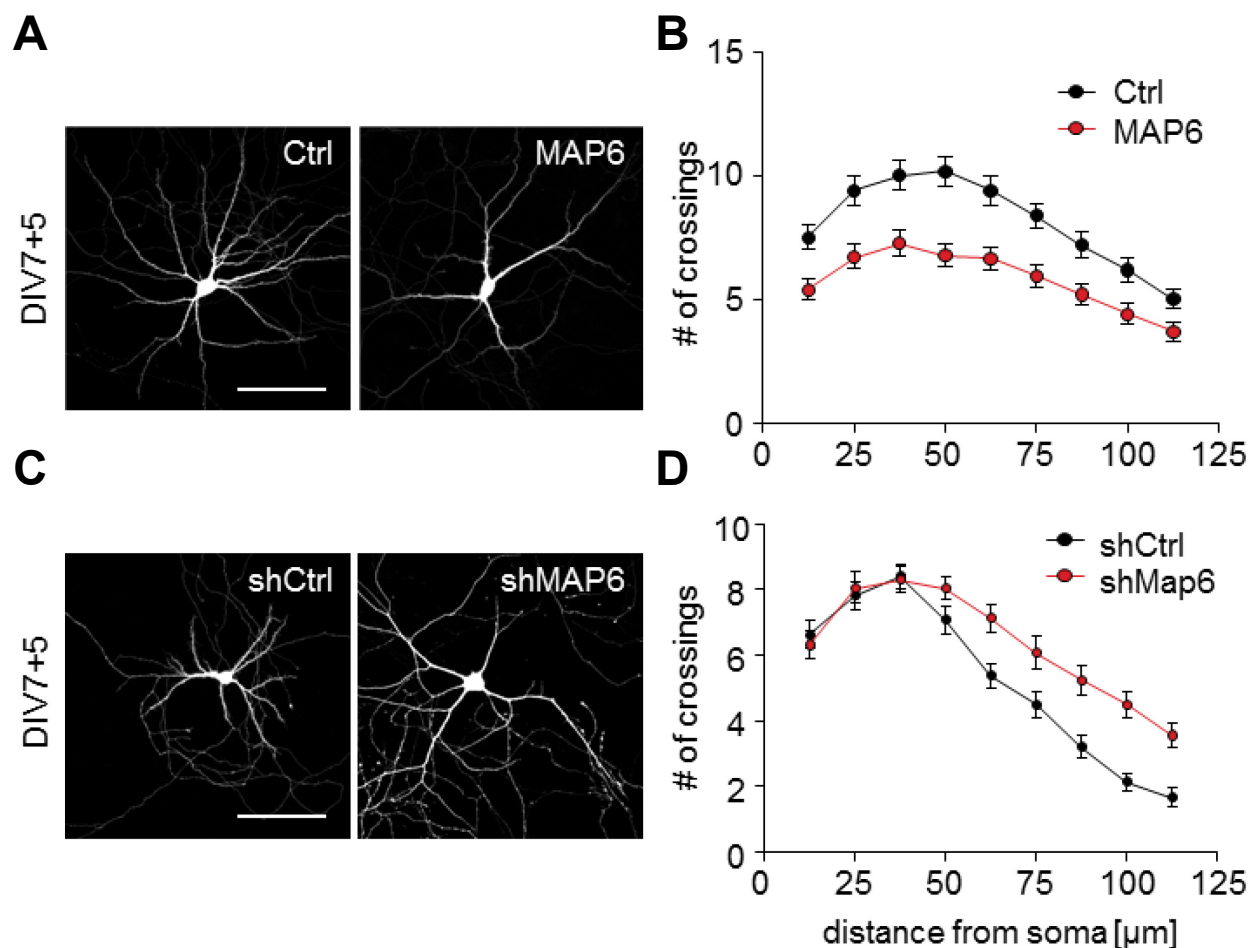 A
DIV7+5
Ctrl
MAP6
B
# of crossings
15
10
5
0
Ctrl
MAP6
0 25 50 75 100 125
C
DIV7+5
shCtrl
shMAP6
D
# of crossings
10
8
6
4
2
0
shCtrl
shMap6
0 25 50 75 100 125
distance from soma [µm]